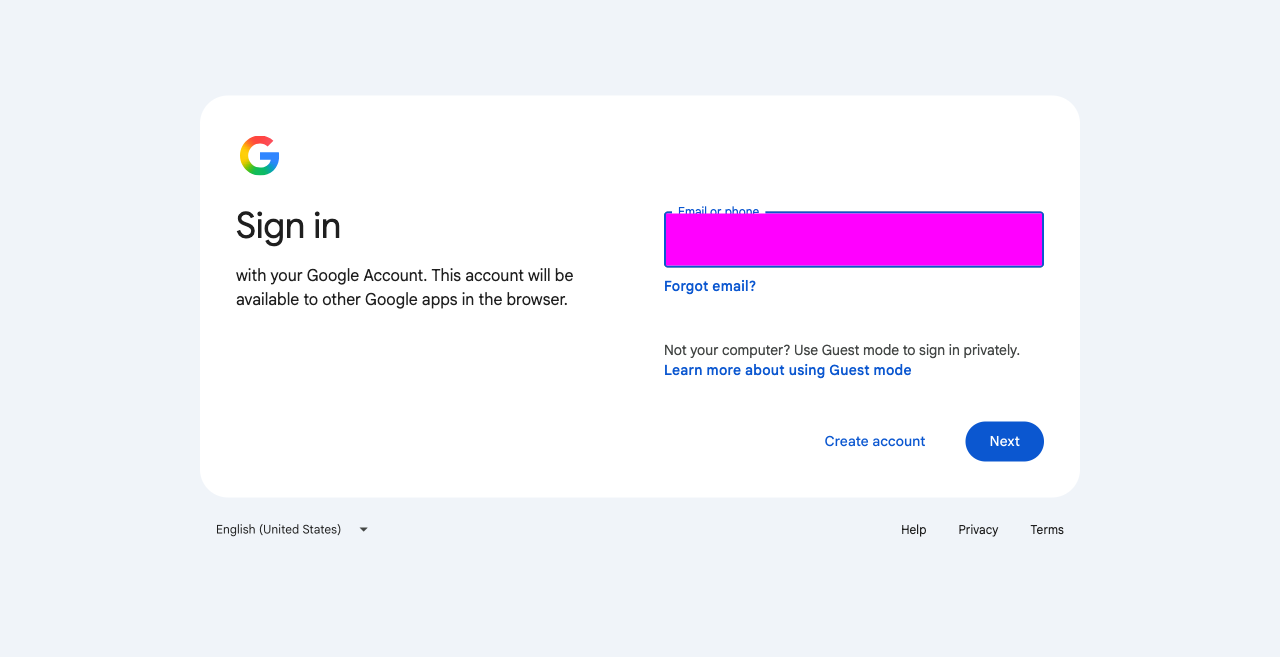 Sign in
with your Google Account. This account will be
available to other Google apps in the browser.
Email or phone
Forgot email?
Not your computer? Use Guest mode to sign in privately.
Learn more about using Guest mode
Create account
Next
English (United States)
Help
Privacy
Terms